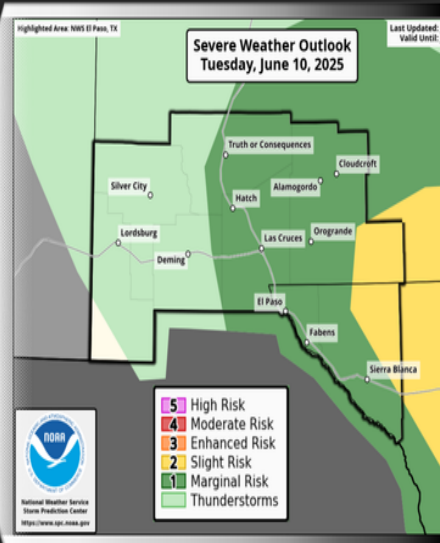 Highlighted Area: NWS El Paso, TX
Last Updated:
Valid Until:
Severe Weather Outlook
Tuesday, June 10, 2025
Truth or Consequences
Cloudcroft
Silver City
Alamogordo
Hatch
Lordsburg
Las Cruces
Orogrande
Deming
El Paso
Fabens
Sierra Blanca
5 High Risk
4 Moderate Risk
3 Enhanced Risk
2 Slight Risk
1 Marginal Risk
Thunderstorms
NOAA
National Weather Service
Storm Prediction Center
https://www.spc.noaa.gov